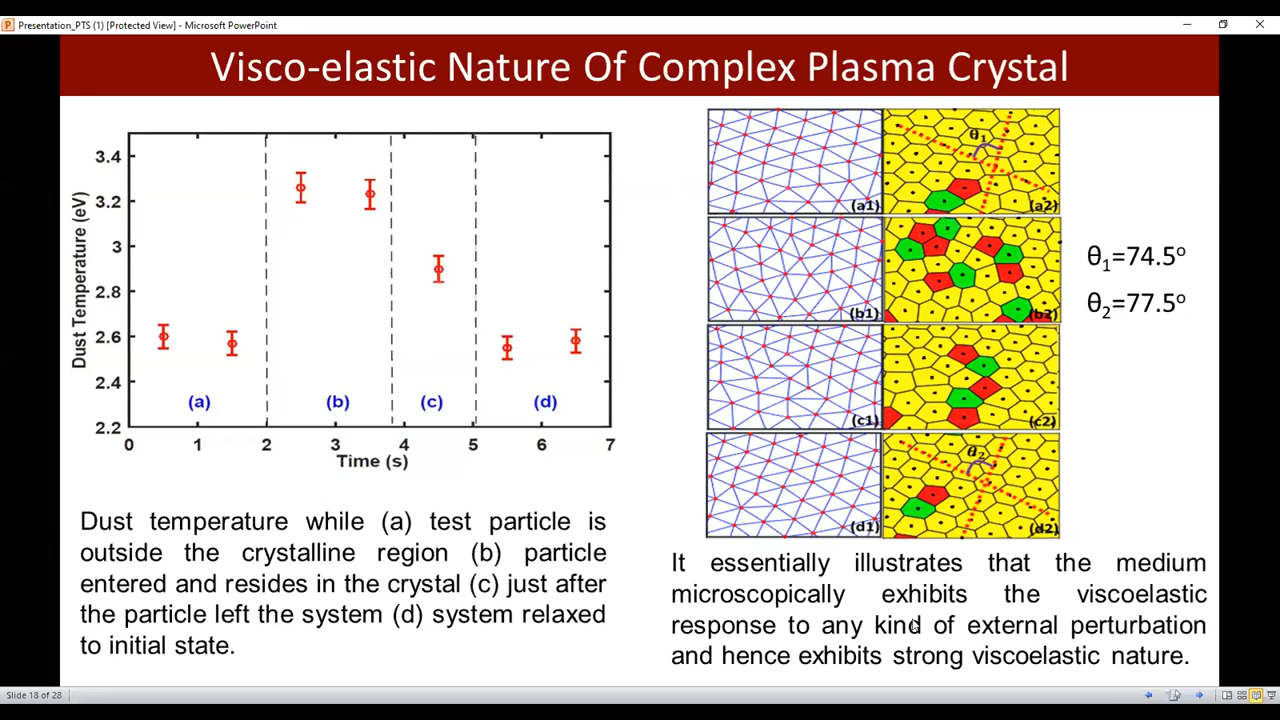 Presentation_PTS (1) [Protected View] - Microsoft PowerPoint
Visco-elastic Nature Of Complex Plasma Crystal
Dust Temperature (eV)
3.4
3.2
3
2.8
2.6
2.4
2.2
(a)
(b)
(c)
(d)
0
1
2
3
4
5
6
7
Time (s)
Dust temperature while (a) test particle is
outside the crystalline region (b) particle
entered and resides in the crystal (c) just after
the particle left the system (d) system relaxed
to initial state.
θ1
(a1)
(a2)
(b1)
(b2)
(c1)
(c2)
θ2
(d1)
(d2)
θ1=74.5o
θ2=77.5o
It essentially illustrates that the medium
microscopically exhibits the viscoelastic
response to any kind of external perturbation
and hence exhibits strong viscoelastic nature.
Slide 18 of 28